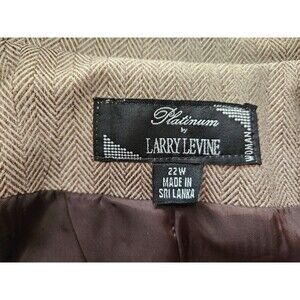 Platinum
by
LARRY LEVINE
WOMAN
22W
MADE IN
SRI LANKA